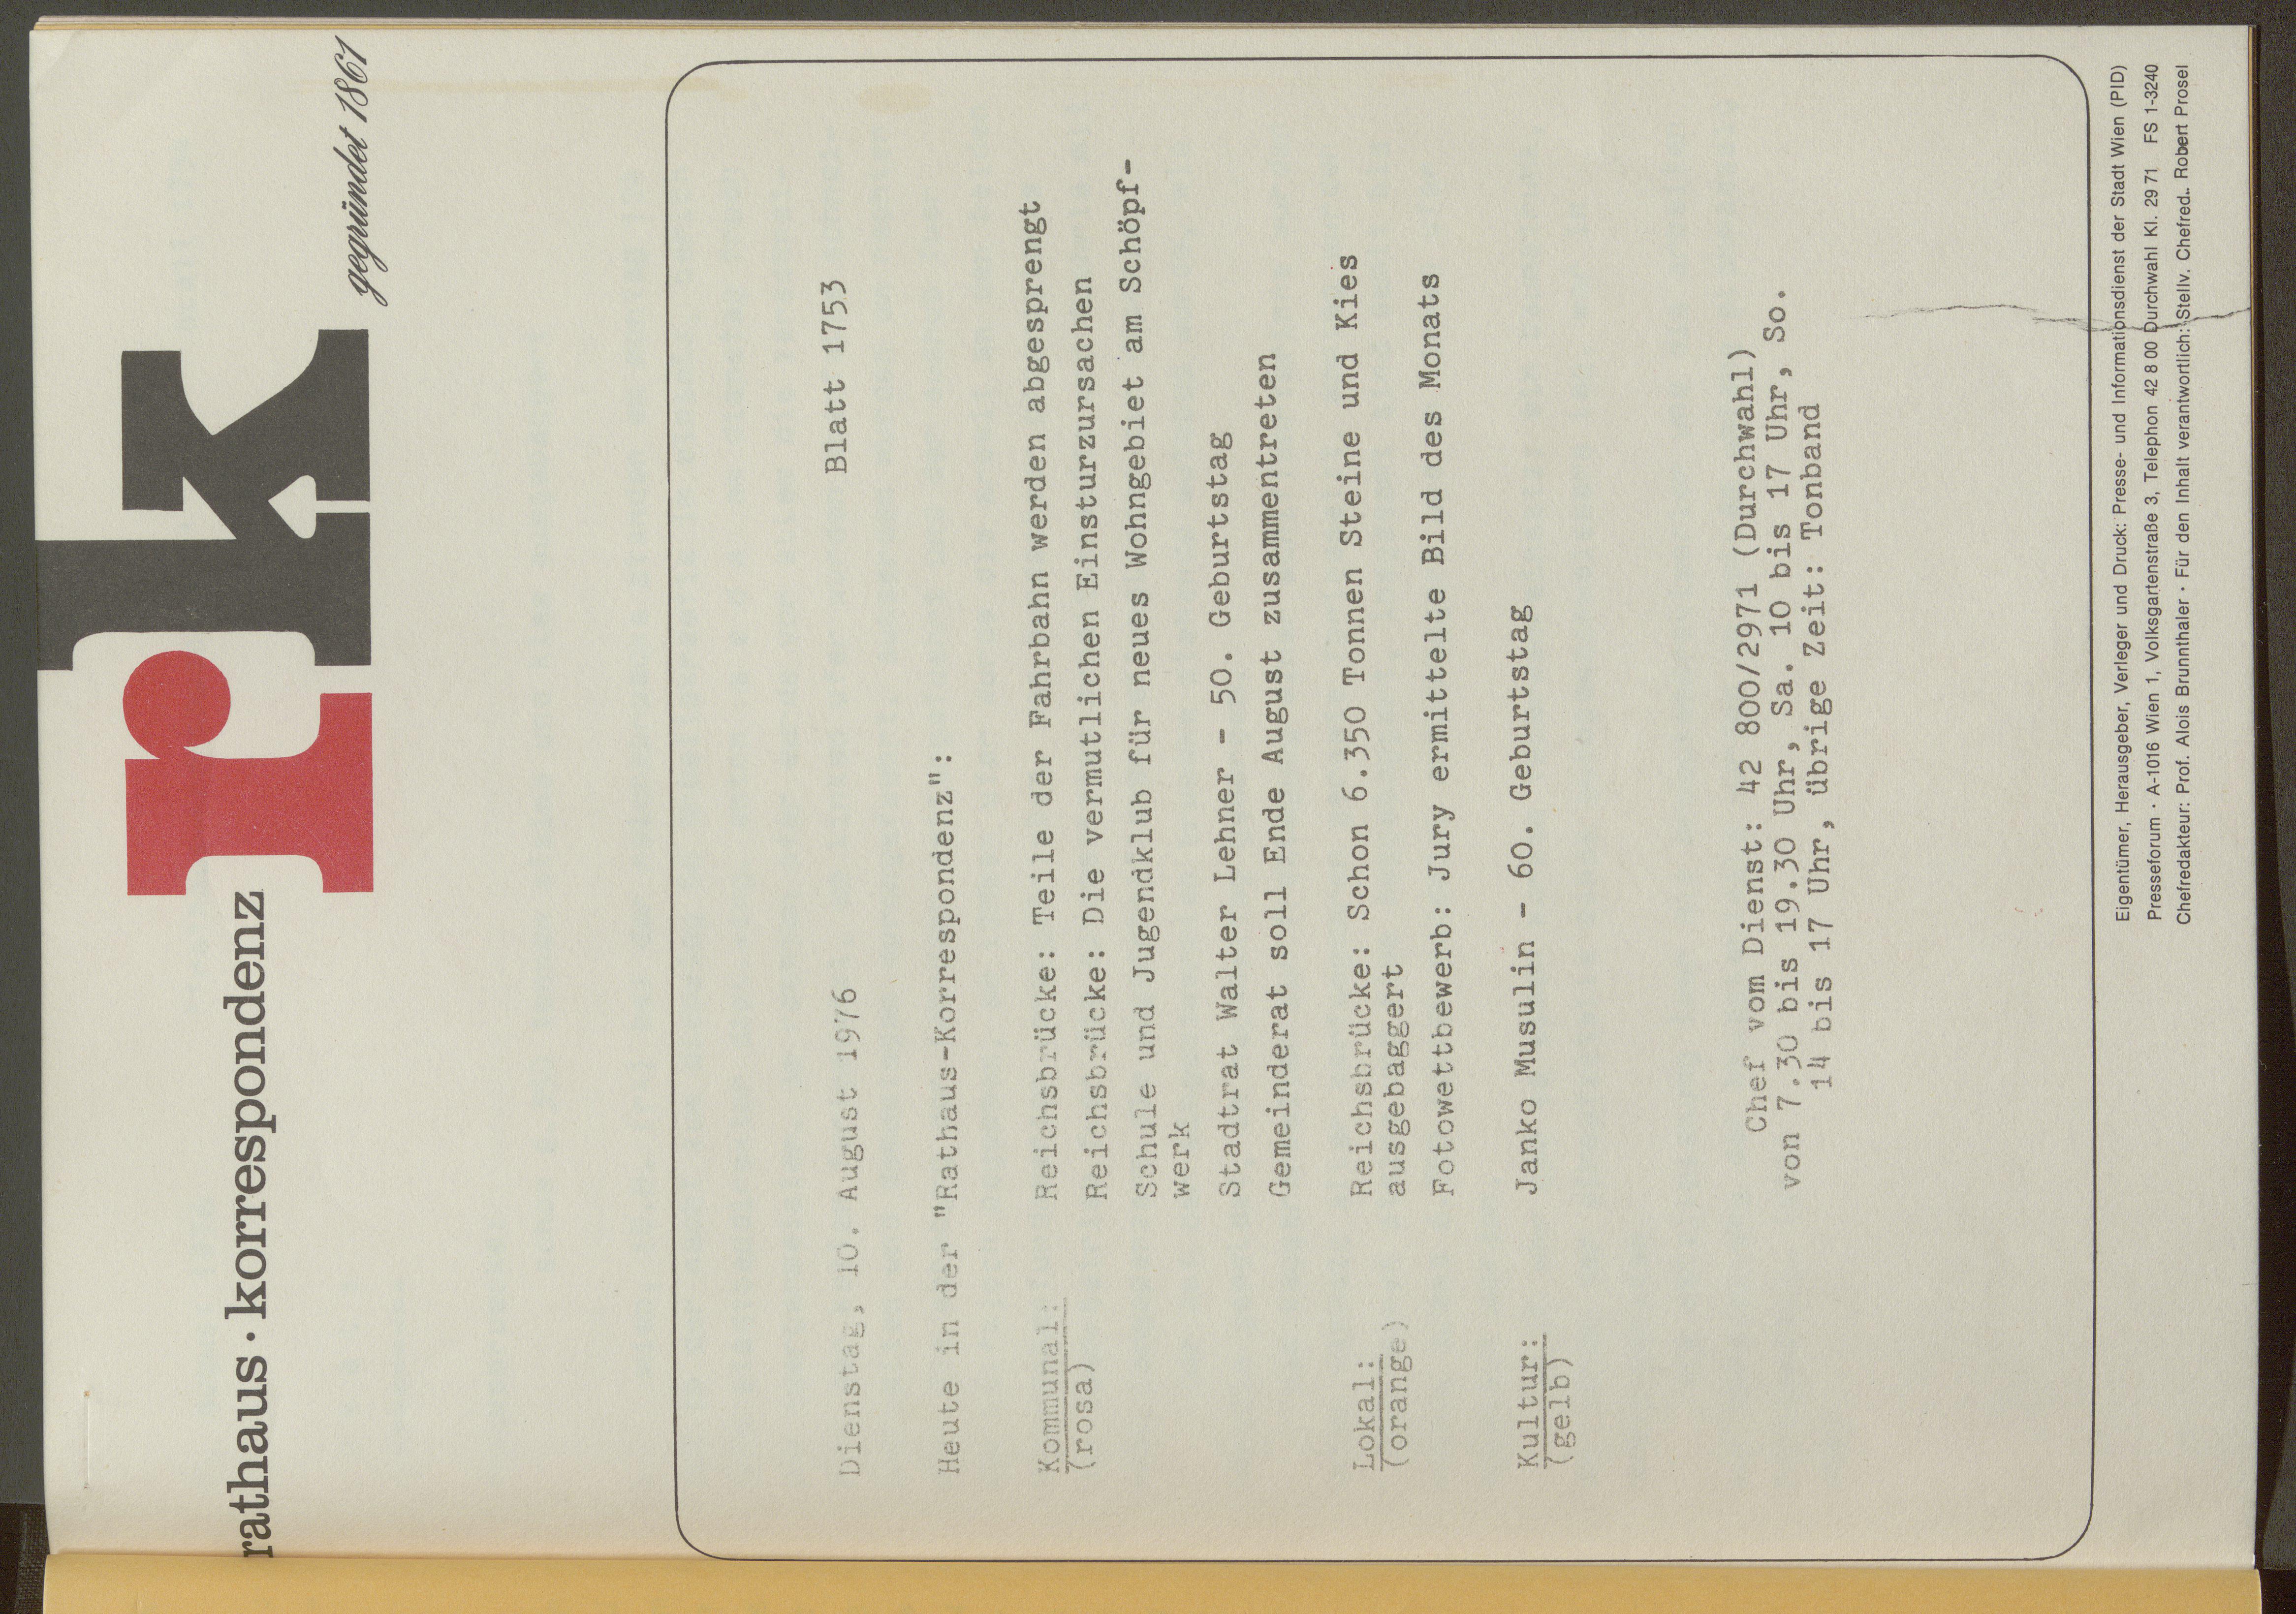 rathaus · korrespondenz
rk
gegründet 1861
Dienstag, 10. August 1976 Blatt 1753
Heute in der "Rathaus-Korrespondenz":
Kommunal: Reichsbrücke: Teile der Fahrbahn werden abgesprengt
(rosa)
Reichsbrücke: Die vermutlichen Einsturzursachen
Schule und Jugendklub für neues Wohngebiet am Schöpf-
werk
Stadtrat Walter Lehner - 50. Geburtstag
Gemeinderat soll Ende August zusammentreten
Lokal: Reichsbrücke: Schon 6.350 Tonnen Steine und Kies
(orange) ausgebaggert
Fotowettbewerb: Jury ermittelte Bild des Monats
Kultur: Janko Musulin - 60. Geburtstag
(gelb)
Chef vom Dienst: 42 800/2971 (Durchwahl)
von 7.30 bis 19.30 Uhr, Sa. 10 bis 17 Uhr, So.
14 bis 17 Uhr, übrige Zeit: Tonband
Eigentümer, Herausgeber, Verleger und Druck: Presse- und Informationsdienst der Stadt Wien (PID)
Presseforum · A-1016 Wien 1, Volksgartenstraße 3, Telephon 42 8 00 Durchwahl Kl. 29 71 FS 1-3240
Chefredakteur: Prof. Alois Brunnthaler · Für den Inhalt verantwortlich: Stellv. Chefred.. Robert Prosel